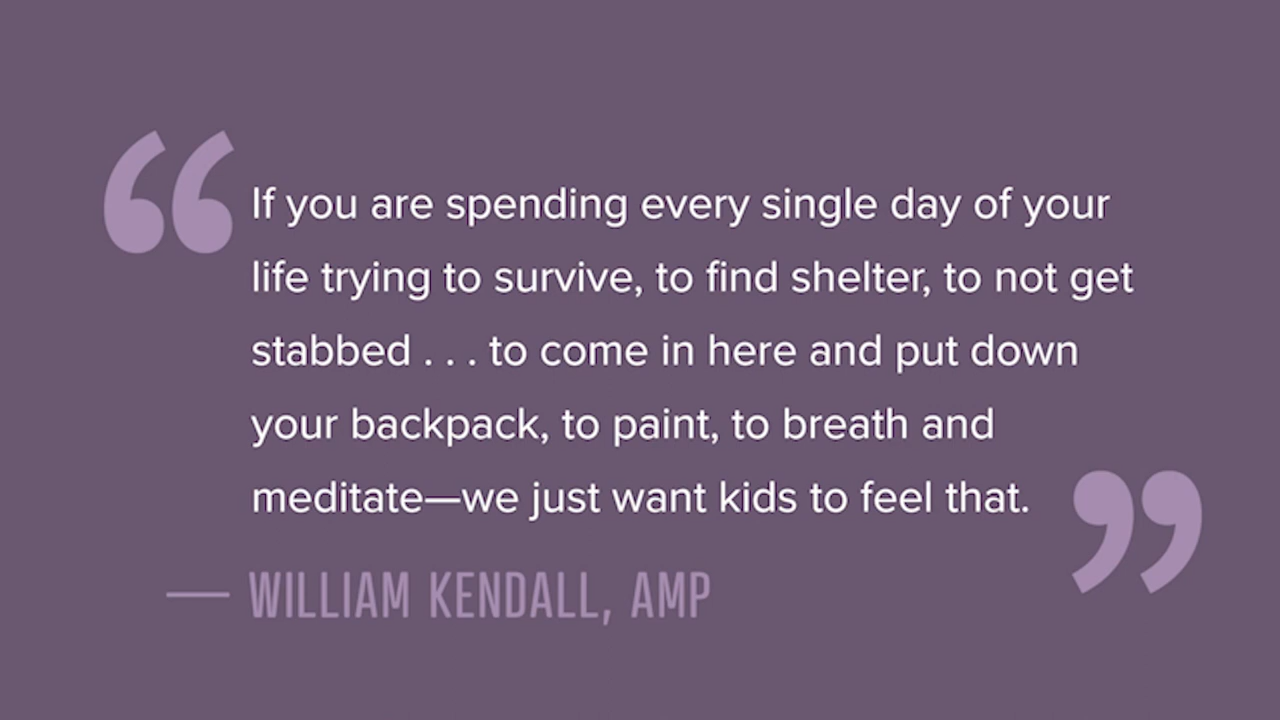 “If you are spending every single day of your
life trying to survive, to find shelter, to not get
stabbed . . . to come in here and put down
your backpack, to paint, to breath and
meditate—we just want kids to feel that.”
— WILLIAM KENDALL, AMP